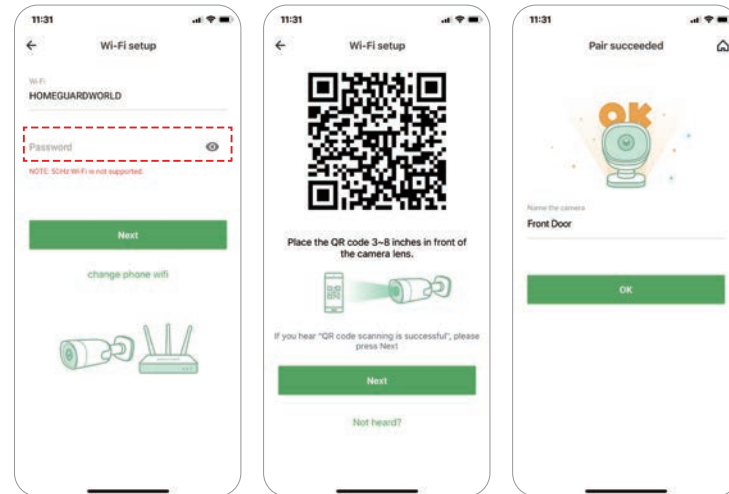 11:31
Wi-Fi setup
Wi-Fi
HOMEGUARDWORLD
Password
NOTE: 5GHz Wi-Fi is not supported.
Next
change phone wifi
11:31
Wi-Fi setup
Place the QR code 3~8 inches in front of
the camera lens.
If you hear "QR code scanning is successful", please
press Next
Next
Not heard?
11:31
Pair succeeded
OK
Name the camera
Front Door
OK